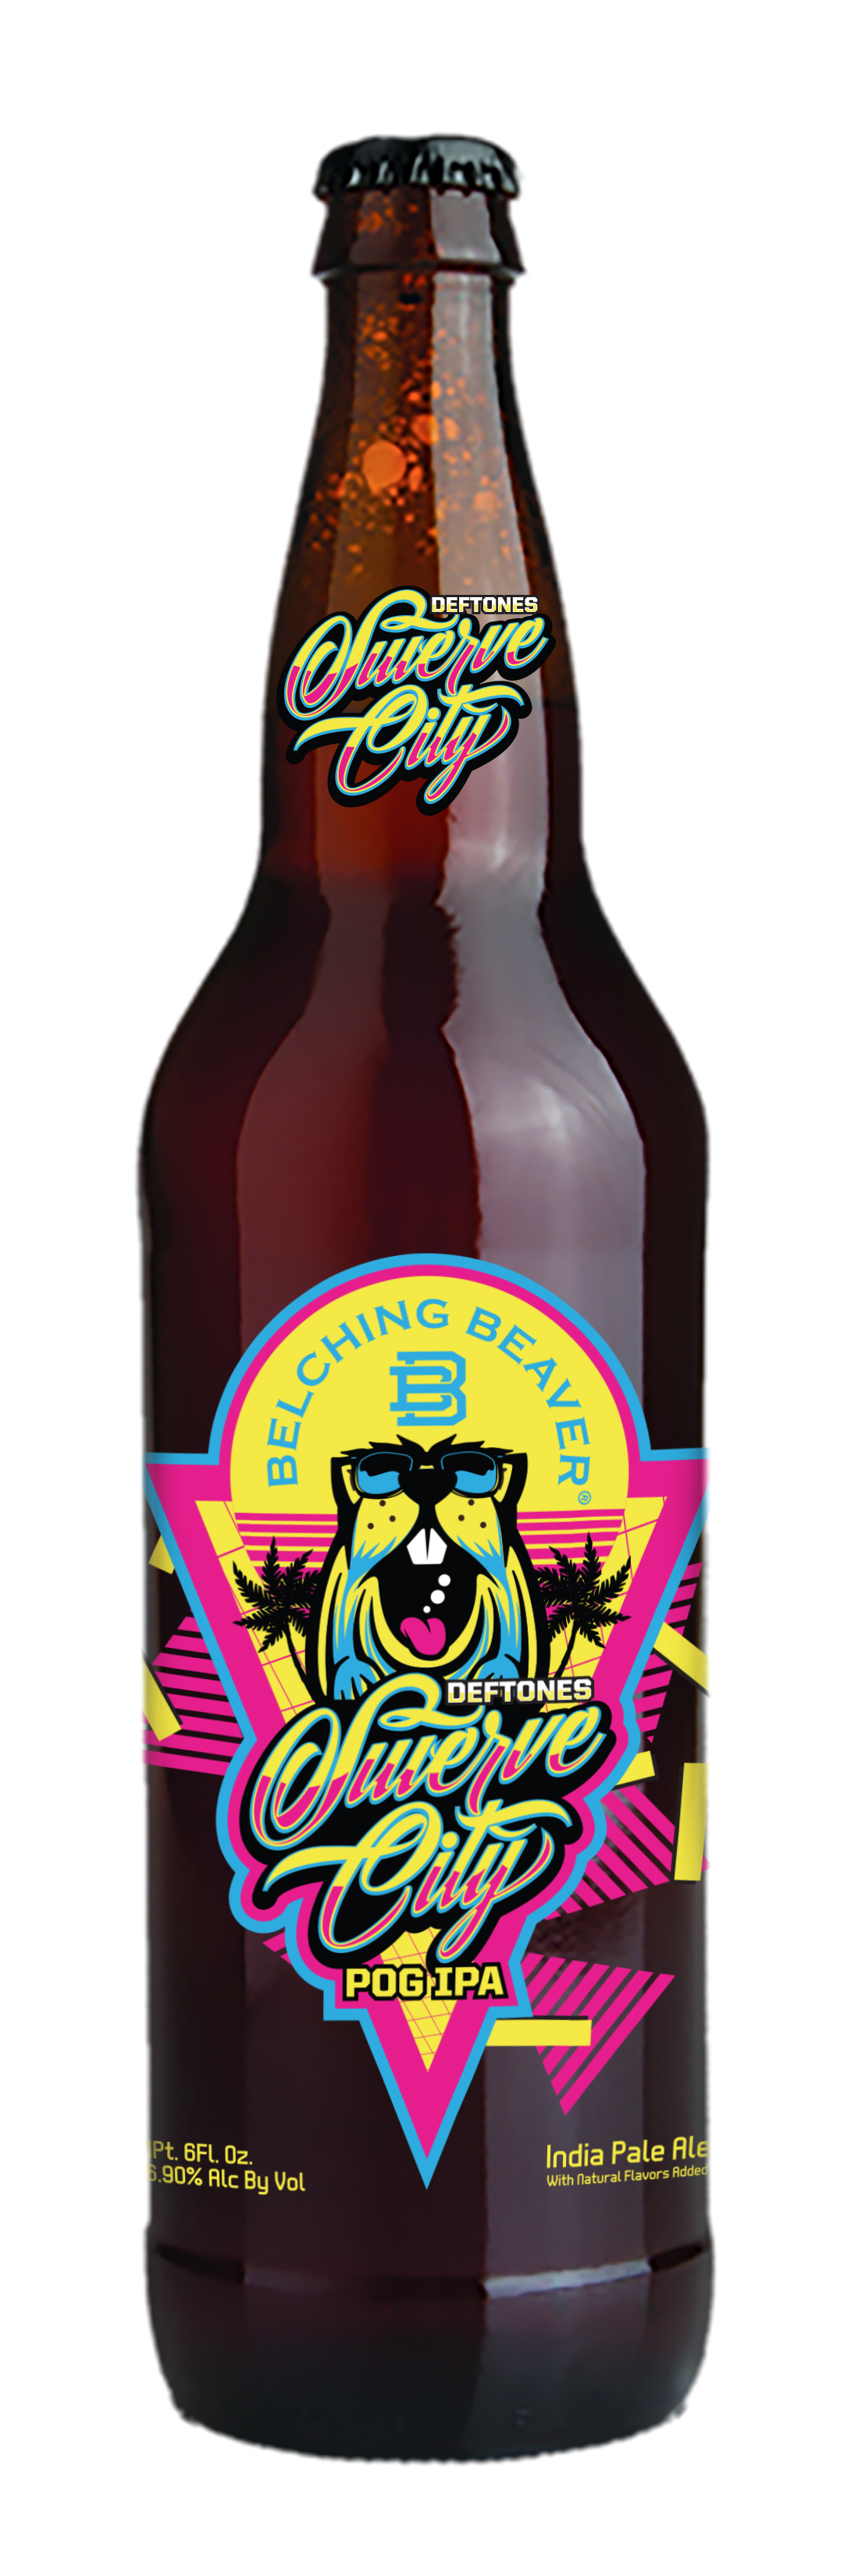 DEFTONES
Swerve
City
BELCHING BEAVER®
B
DEFTONES
Swerve
City
POG IPA
Pt. 6Fl. Oz.
6.90% Alc By Vol
India Pale Ale
With Natural Flavors Added